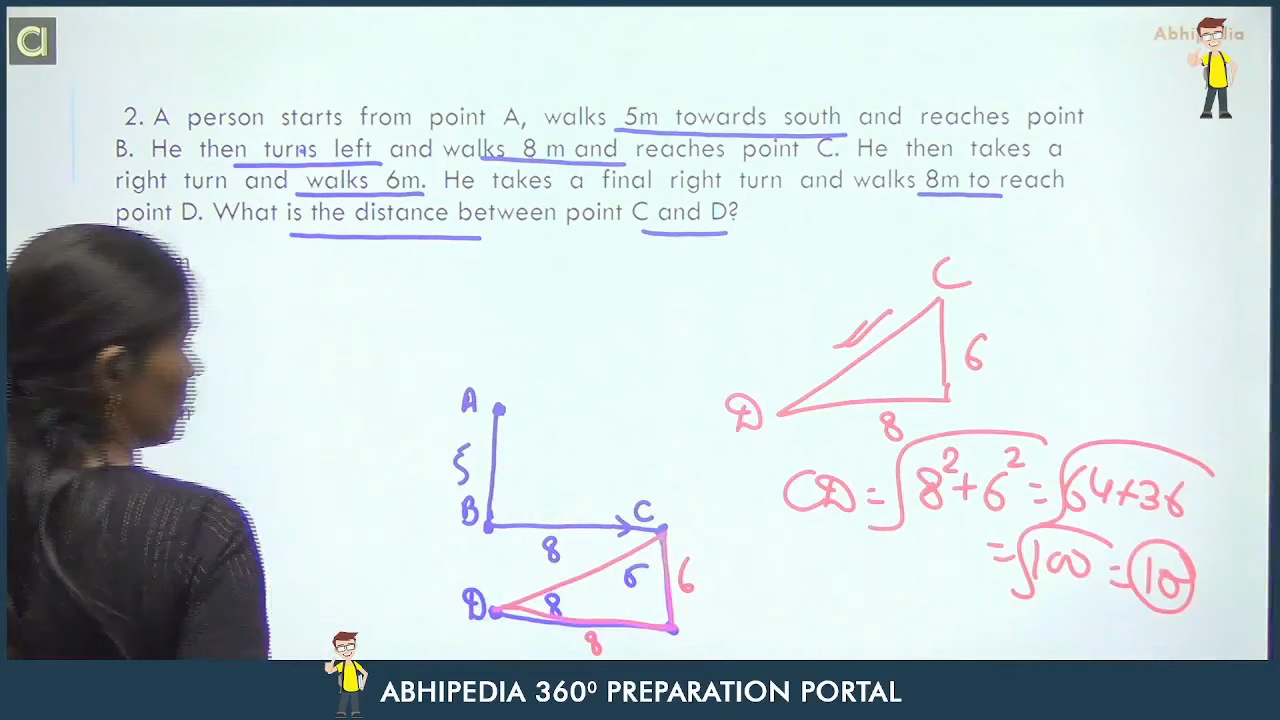 a
Abhipedia
2. A person starts from point A, walks 5m towards south and reaches point
B. He then turns left and walks 8 m and reaches point C. He then takes a
right turn and walks 6m. He takes a final right turn and walks 8m to reach
point D. What is the distance between point C and D?
C
6
D
8
A
5
B
C
8
6
6
D
8
8
CD = √8²+6² = √64+36
= √100 = 10
ABHIPEDIA 360⁰ PREPARATION PORTAL